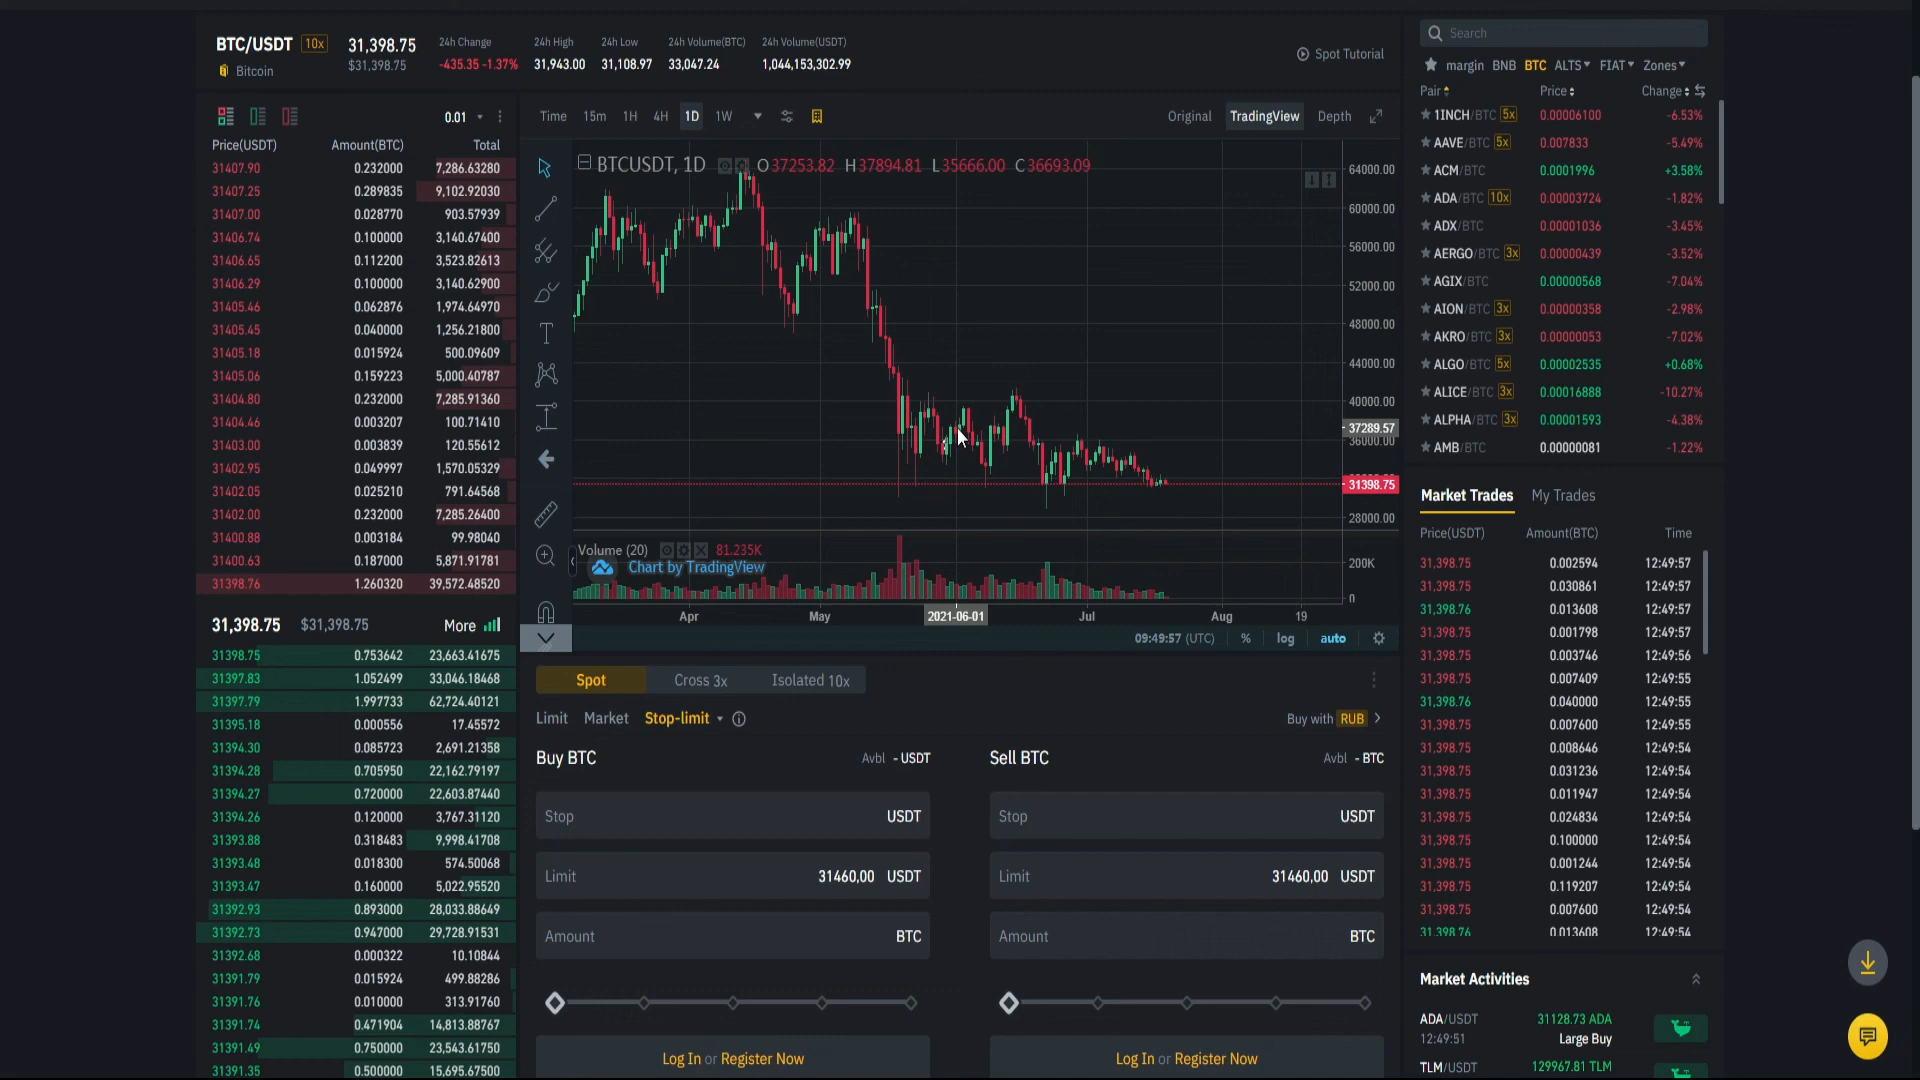 BTC/USDT 10x 31,398.75 24h Change 24h High 24h Low 24h Volume(BTC) 24h Volume(USDT)
Bitcoin $31,398.75 -435.35 -1.37% 31,943.00 31,108.97 33,047.24 1,044,153,302.99
Spot Tutorial
0.01
Price(USDT) Amount(BTC) Total
31407.90 0.232000 7,286.63280
31407.25 0.289835 9,102.92030
31407.00 0.028770 903.57939
31406.74 0.100000 3,140.67400
31406.65 0.112200 3,523.82613
31406.29 0.100000 3,140.62900
31405.46 0.062876 1,974.64970
31405.45 0.040000 1,256.21800
31405.18 0.015924 500.09609
31405.06 0.159223 5,000.40787
31404.80 0.232000 7,285.91360
31404.46 0.003207 100.71410
31403.00 0.003839 120.55612
31402.95 0.049997 1,570.05329
31402.05 0.025210 791.64568
31402.00 0.232000 7,285.26400
31400.88 0.003184 99.98040
31400.63 0.187000 5,871.91781
31398.76 1.260320 39,572.48520
31,398.75 $31,398.75 More
31398.75 0.753642 23,663.41675
31397.83 1.052499 33,046.18468
31397.79 1.997733 62,724.40121
31395.18 0.000556 17.45572
31394.30 0.085723 2,691.21358
31394.28 0.705950 22,162.79197
31394.27 0.720000 22,603.87440
31394.26 0.120000 3,767.31120
31393.88 0.318483 9,998.41708
31393.48 0.018300 574.50068
31393.47 0.160000 5,022.95520
31392.93 0.893000 28,033.88649
31392.73 0.947000 29,728.91531
31392.68 0.000322 10.10844
31391.79 0.015924 499.88286
31391.76 0.010000 313.91760
31391.74 0.471904 14,813.88767
31391.49 0.750000 23,543.61750
31391.35 0.500000 15,695.67500
Time 15m 1H 4H 1D 1W Original TradingView Depth
BTCUSDT, 1D O37253.82 H37894.81 L35666.00 C36693.09
64000.00
60000.00
56000.00
52000.00
48000.00
44000.00
40000.00
37289.57
36000.00
31398.75
28000.00
Volume (20) 81.235K
Chart by TradingView
200K
0
Apr May 2021-06-01 Jul Aug 19
09:49:57 (UTC) % log auto
Spot Cross 3x Isolated 10x
Limit Market Stop-limit Buy with RUB
Buy BTC Avbl - USDT Sell BTC Avbl - BTC
Stop USDT Stop USDT
Limit 31460,00 USDT Limit 31460,00 USDT
Amount BTC Amount BTC
Log In or Register Now Log In or Register Now
Search
margin BNB BTC ALTS FIAT Zones
Pair Price Change
1INCH/BTC 5x 0.00006100 -6.53%
AAVE/BTC 5x 0.007833 -5.49%
ACM/BTC 0.0001996 +3.58%
ADA/BTC 10x 0.00003724 -1.82%
ADX/BTC 0.00001036 -3.45%
AERGO/BTC 3x 0.00000439 -3.52%
AGIX/BTC 0.00000568 -7.04%
AION/BTC 3x 0.00000358 -2.98%
AKRO/BTC 3x 0.00000053 -7.02%
ALGO/BTC 5x 0.00002535 +0.68%
ALICE/BTC 3x 0.00016888 -10.27%
ALPHA/BTC 3x 0.00001593 -4.38%
AMB/BTC 0.00000081 -1.22%
Market Trades My Trades
Price(USDT) Amount(BTC) Time
31,398.75 0.002594 12:49:57
31,398.75 0.030861 12:49:57
31,398.76 0.013608 12:49:57
31,398.75 0.001798 12:49:57
31,398.75 0.003746 12:49:56
31,398.75 0.007409 12:49:55
31,398.76 0.040000 12:49:55
31,398.75 0.007600 12:49:55
31,398.75 0.008646 12:49:54
31,398.75 0.031236 12:49:54
31,398.75 0.011947 12:49:54
31,398.75 0.024834 12:49:54
31,398.75 0.100000 12:49:54
31,398.75 0.001244 12:49:54
31,398.75 0.119207 12:49:54
31,398.75 0.007600 12:49:54
31,398.76 0.013608 12:49:54
Market Activities
ADA/USDT 31128.73 ADA
12:49:51 Large Buy
TLM/USDT 129967.81 TLM